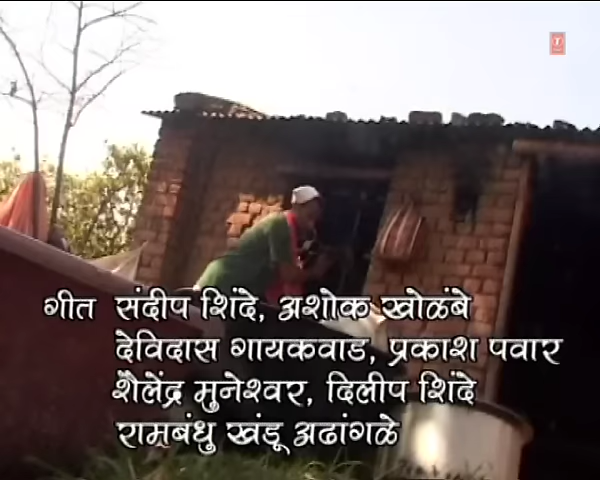 गीत संदीप शिंदे, अशोक खोळंबे
देविदास गायकवाड, प्रकाश पवार
शैलेंद्र मुनेश्वर, दिलीप शिंदे
रामबंधु खंडू अढांगळे